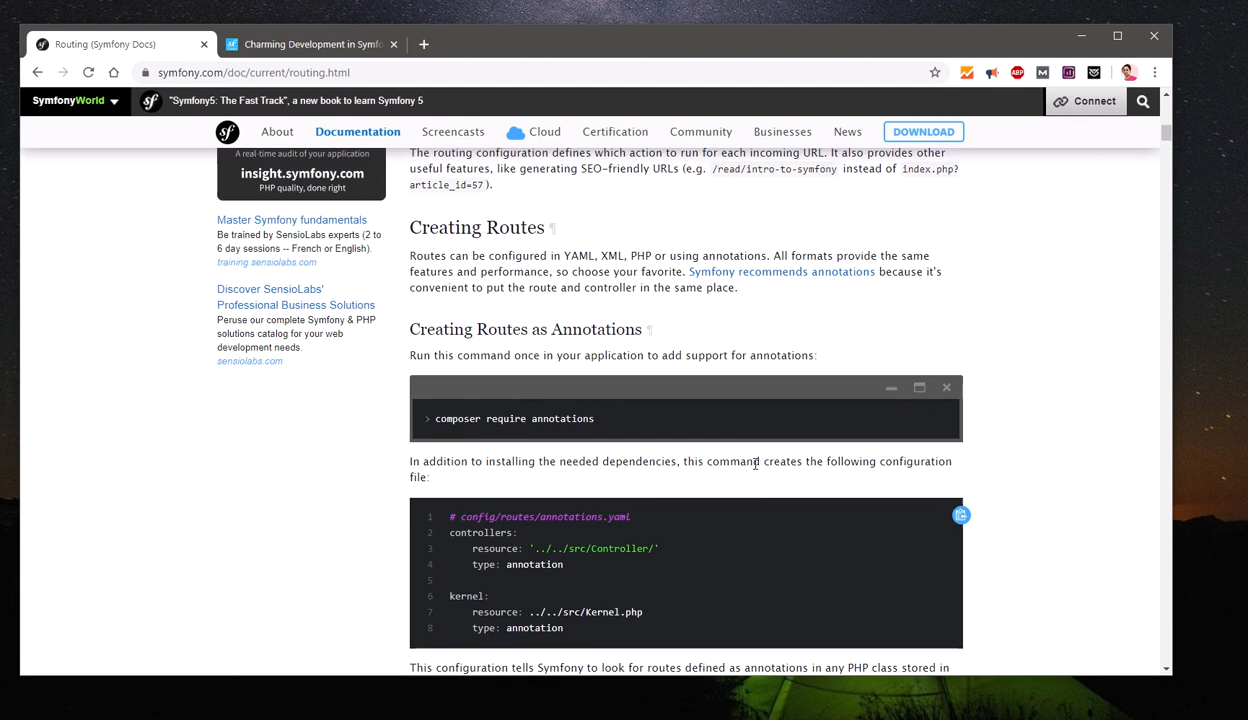 Routing (Symfony Docs)
Charming Development in Symfo
symfony.com/doc/current/routing.html
ABP
M
SymfonyWorld
sf
"Symfony5: The Fast Track", a new book to learn Symfony 5
Connect
sf
About
Documentation
Screencasts
Cloud
Certification
Community
Businesses
News
DOWNLOAD
A real-time audit of your application
insight.symfony.com
PHP quality, done right
Master Symfony fundamentals
Be trained by SensioLabs experts (2 to
6 day sessions -- French or English).
training.sensiolabs.com
Discover SensioLabs'
Professional Business Solutions
Peruse our complete Symfony & PHP
solutions catalog for your web
development needs.
sensiolabs.com
The routing configuration defines which action to run for each incoming URL. It also provides other
useful features, like generating SEO-friendly URLs (e.g. /read/intro-to-symfony instead of index.php?
article_id=57).
Creating Routes ¶
Routes can be configured in YAML, XML, PHP or using annotations. All formats provide the same
features and performance, so choose your favorite. Symfony recommends annotations because it's
convenient to put the route and controller in the same place.
Creating Routes as Annotations ¶
Run this command once in your application to add support for annotations:
> composer require annotations
In addition to installing the needed dependencies, this command creates the following configuration
file:
1 # config/routes/annotations.yaml
2 controllers:
3 resource: '../../src/Controller/'
4 type: annotation
5
6 kernel:
7 resource: ../../src/Kernel.php
8 type: annotation
This configuration tells Symfony to look for routes defined as annotations in any PHP class stored in